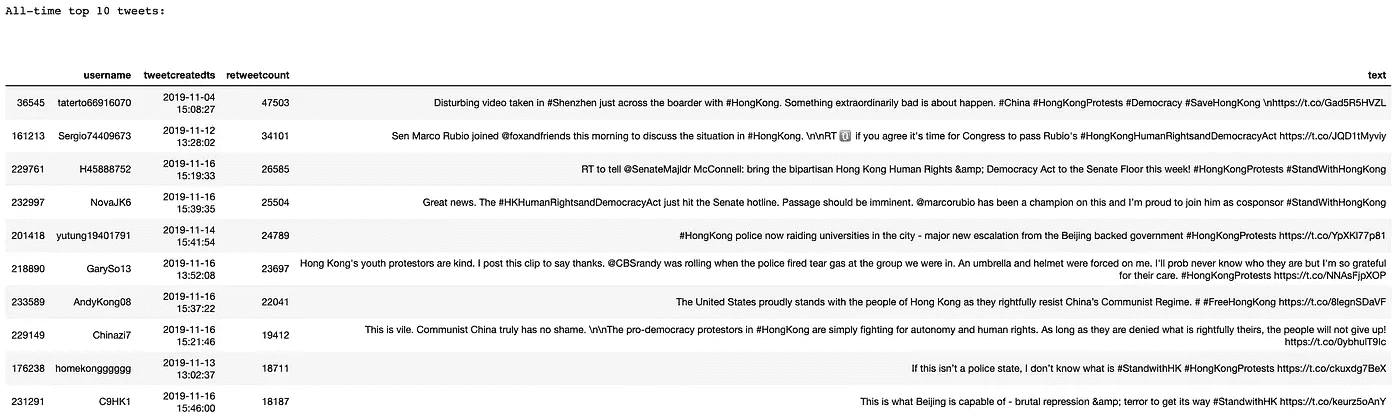 All-time top 10 tweets:
username tweetcreatedts retweetcount text
36545 taterto66916070 2019-11-04 15:08:27 47503 Disturbing video taken in #Shenzhen just across the boarder with #HongKong. Something extraordinarily bad is about happen. #China #HongKongProtests #Democracy #SaveHongKong \nhttps://t.co/Gad5R5HVZL
161213 Sergio74409673 2019-11-12 13:28:02 34101 Sen Marco Rubio joined @foxandfriends this morning to discuss the situation in #HongKong. \n\nRT 🔃 if you agree it's time for Congress to pass Rubio's #HongKongHumanRightsandDemocracyAct https://t.co/JQD1tMyviy
229761 H45888752 2019-11-16 15:19:33 26585 RT to tell @SenateMajldr McConnell: bring the bipartisan Hong Kong Human Rights &amp; Democracy Act to the Senate Floor this week! #HongKongProtests #StandWithHongKong
232997 NovaJK6 2019-11-16 15:39:35 25504 Great news. The #HKHumanRightsandDemocracyAct just hit the Senate hotline. Passage should be imminent. @marcorubio has been a champion on this and I'm proud to join him as cosponsor #StandWithHongKong
201418 yutung19401791 2019-11-14 15:41:54 24789 #HongKong police now raiding universities in the city - major new escalation from the Beijing backed government #HongKongProtests https://t.co/YpXKl77p81
218890 GarySo13 2019-11-16 13:52:08 23697 Hong Kong's youth protestors are kind. I post this clip to say thanks. @CBSrandy was rolling when the police fired tear gas at the group we were in. An umbrella and helmet were forced on me. I'll prob never know who they are but I'm so grateful
for their care. #HongKongProtests https://t.co/NNAsFjpXOP
233589 AndyKong08 2019-11-16 15:37:22 22041 The United States proudly stands with the people of Hong Kong as they rightfully resist China's Communist Regime. # #FreeHongKong https://t.co/8legnSDaVF
229149 Chinazi7 2019-11-16 15:21:46 19412 This is vile. Communist China truly has no shame. \n\nThe pro-democracy protestors in #HongKong are simply fighting for autonomy and human rights. As long as they are denied what is rightfully theirs, the people will not give up!
https://t.co/0ybhulT9lc
176238 homekongggggg 2019-11-13 13:02:37 18711 If this isn't a police state, I don't know what is #StandwithHK #HongKongProtests https://t.co/ckuxdg7BeX
231291 C9HK1 2019-11-16 15:46:00 18187 This is what Beijing is capable of - brutal repression &amp; terror to get its way #StandwithHK https://t.co/keurz5oAnY